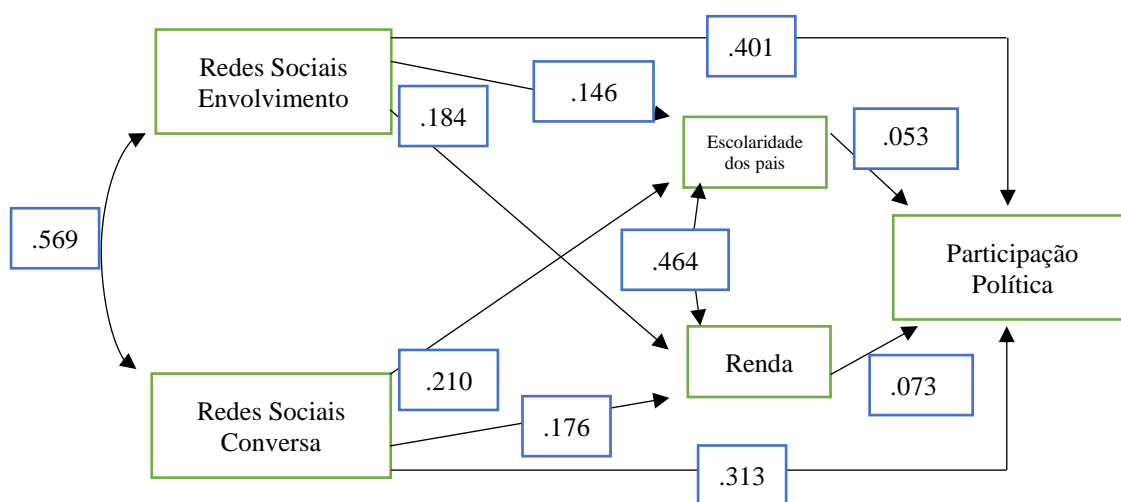 Redes Sociais
Envolvimento
.401
.146
.184
Escolaridade
dos pais
.053
.569
.464
Participação
Política
Renda
.210
.073
Redes Sociais
Conversa
.176
.313